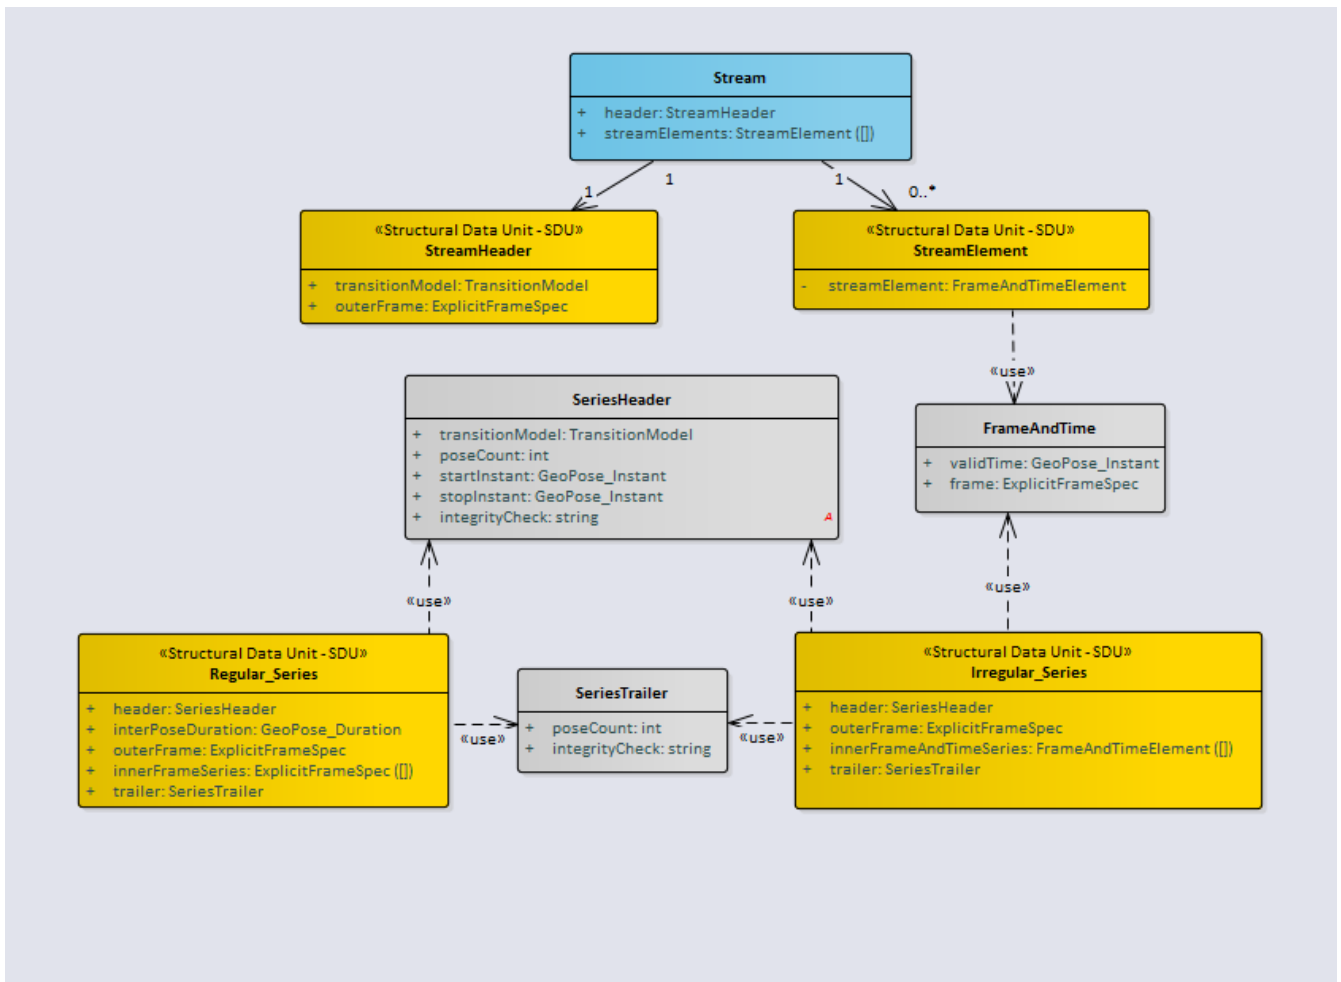 Stream
+ header: StreamHeader
+ streamElements: StreamElement ([])
1
1
1
0..*
«Structural Data Unit - SDU»
StreamHeader
+ transitionModel: TransitionModel
+ outerFrame: ExplicitFrameSpec
«Structural Data Unit - SDU»
StreamElement
- streamElement: FrameAndTimeElement
«use»
SeriesHeader
+ transitionModel: TransitionModel
+ poseCount: int
+ startInstant: GeoPose_Instant
+ stopInstant: GeoPose_Instant
+ integrityCheck: string
A
FrameAndTime
+ validTime: GeoPose_Instant
+ frame: ExplicitFrameSpec
«use»
«use»
«use»
«Structural Data Unit - SDU»
Regular_Series
+ header: SeriesHeader
+ interPoseDuration: GeoPose_Duration
+ outerFrame: ExplicitFrameSpec
+ innerFrameSeries: ExplicitFrameSpec ([])
+ trailer: SeriesTrailer
«use»
SeriesTrailer
+ poseCount: int
+ integrityCheck: string
«use»
«Structural Data Unit - SDU»
Irregular_Series
+ header: SeriesHeader
+ outerFrame: ExplicitFrameSpec
+ innerFrameAndTimeSeries: FrameAndTimeElement ([])
+ trailer: SeriesTrailer